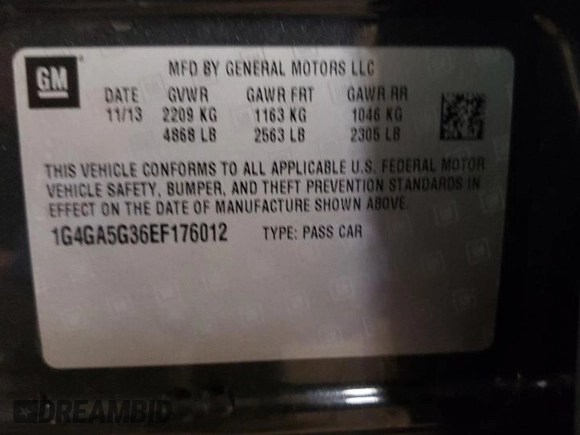 GM
MFD BY GENERAL MOTORS LLC
DATE GVWR GAWR FRT GAWR RR
11/13 2209 KG 1163 KG 1046 KG
4868 LB 2563 LB 2305 LB
THIS VEHICLE CONFORMS TO ALL APPLICABLE U.S. FEDERAL MOTOR
VEHICLE SAFETY, BUMPER, AND THEFT PREVENTION STANDARDS IN
EFFECT ON THE DATE OF MANUFACTURE SHOWN ABOVE.
1G4GA5G36EF176012 TYPE: PASS CAR
DREAMBID